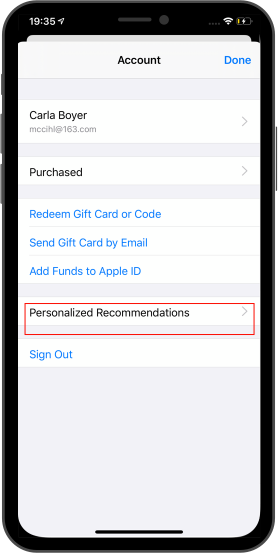 19:35
Account
Done
Carla Boyer
mccihl@163.com
Purchased
Redeem Gift Card or Code
Send Gift Card by Email
Add Funds to Apple ID
Personalized Recommendations
Sign Out